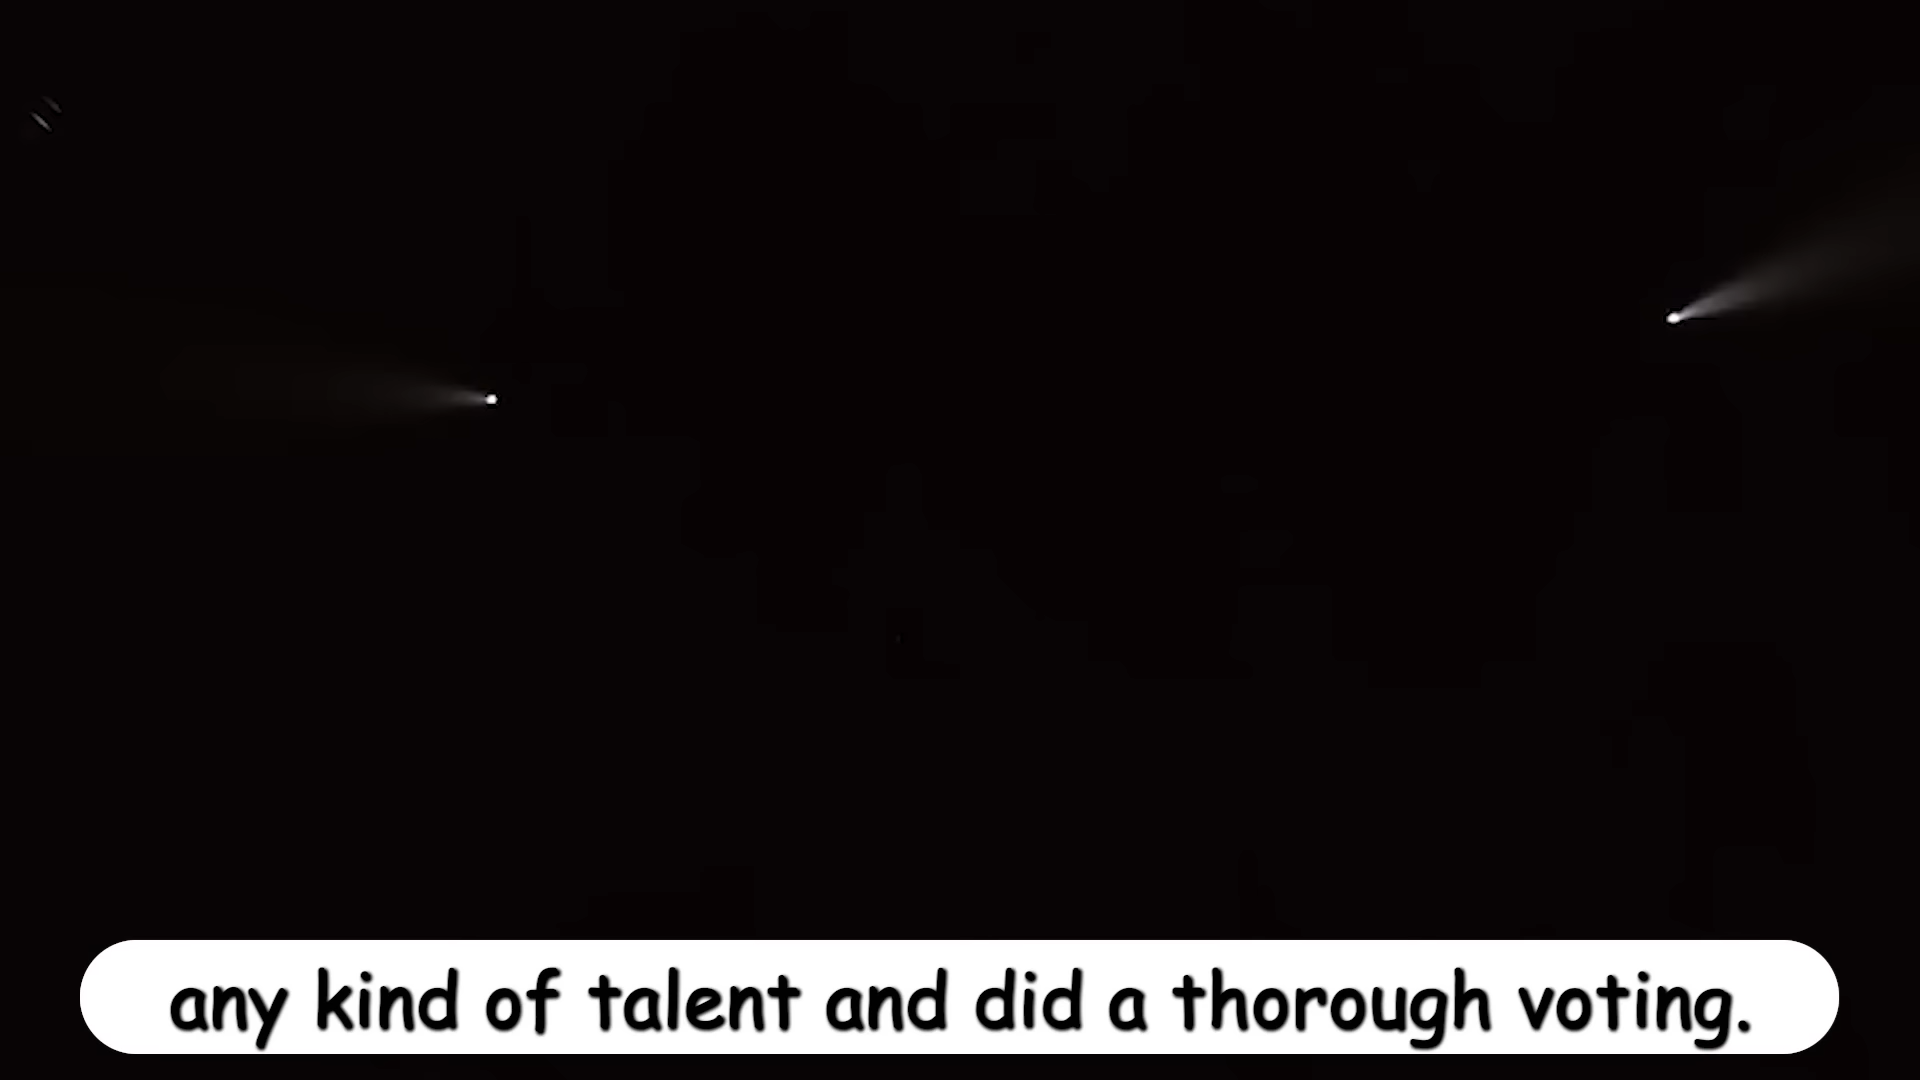 any kind of talent and did a thorough voting.